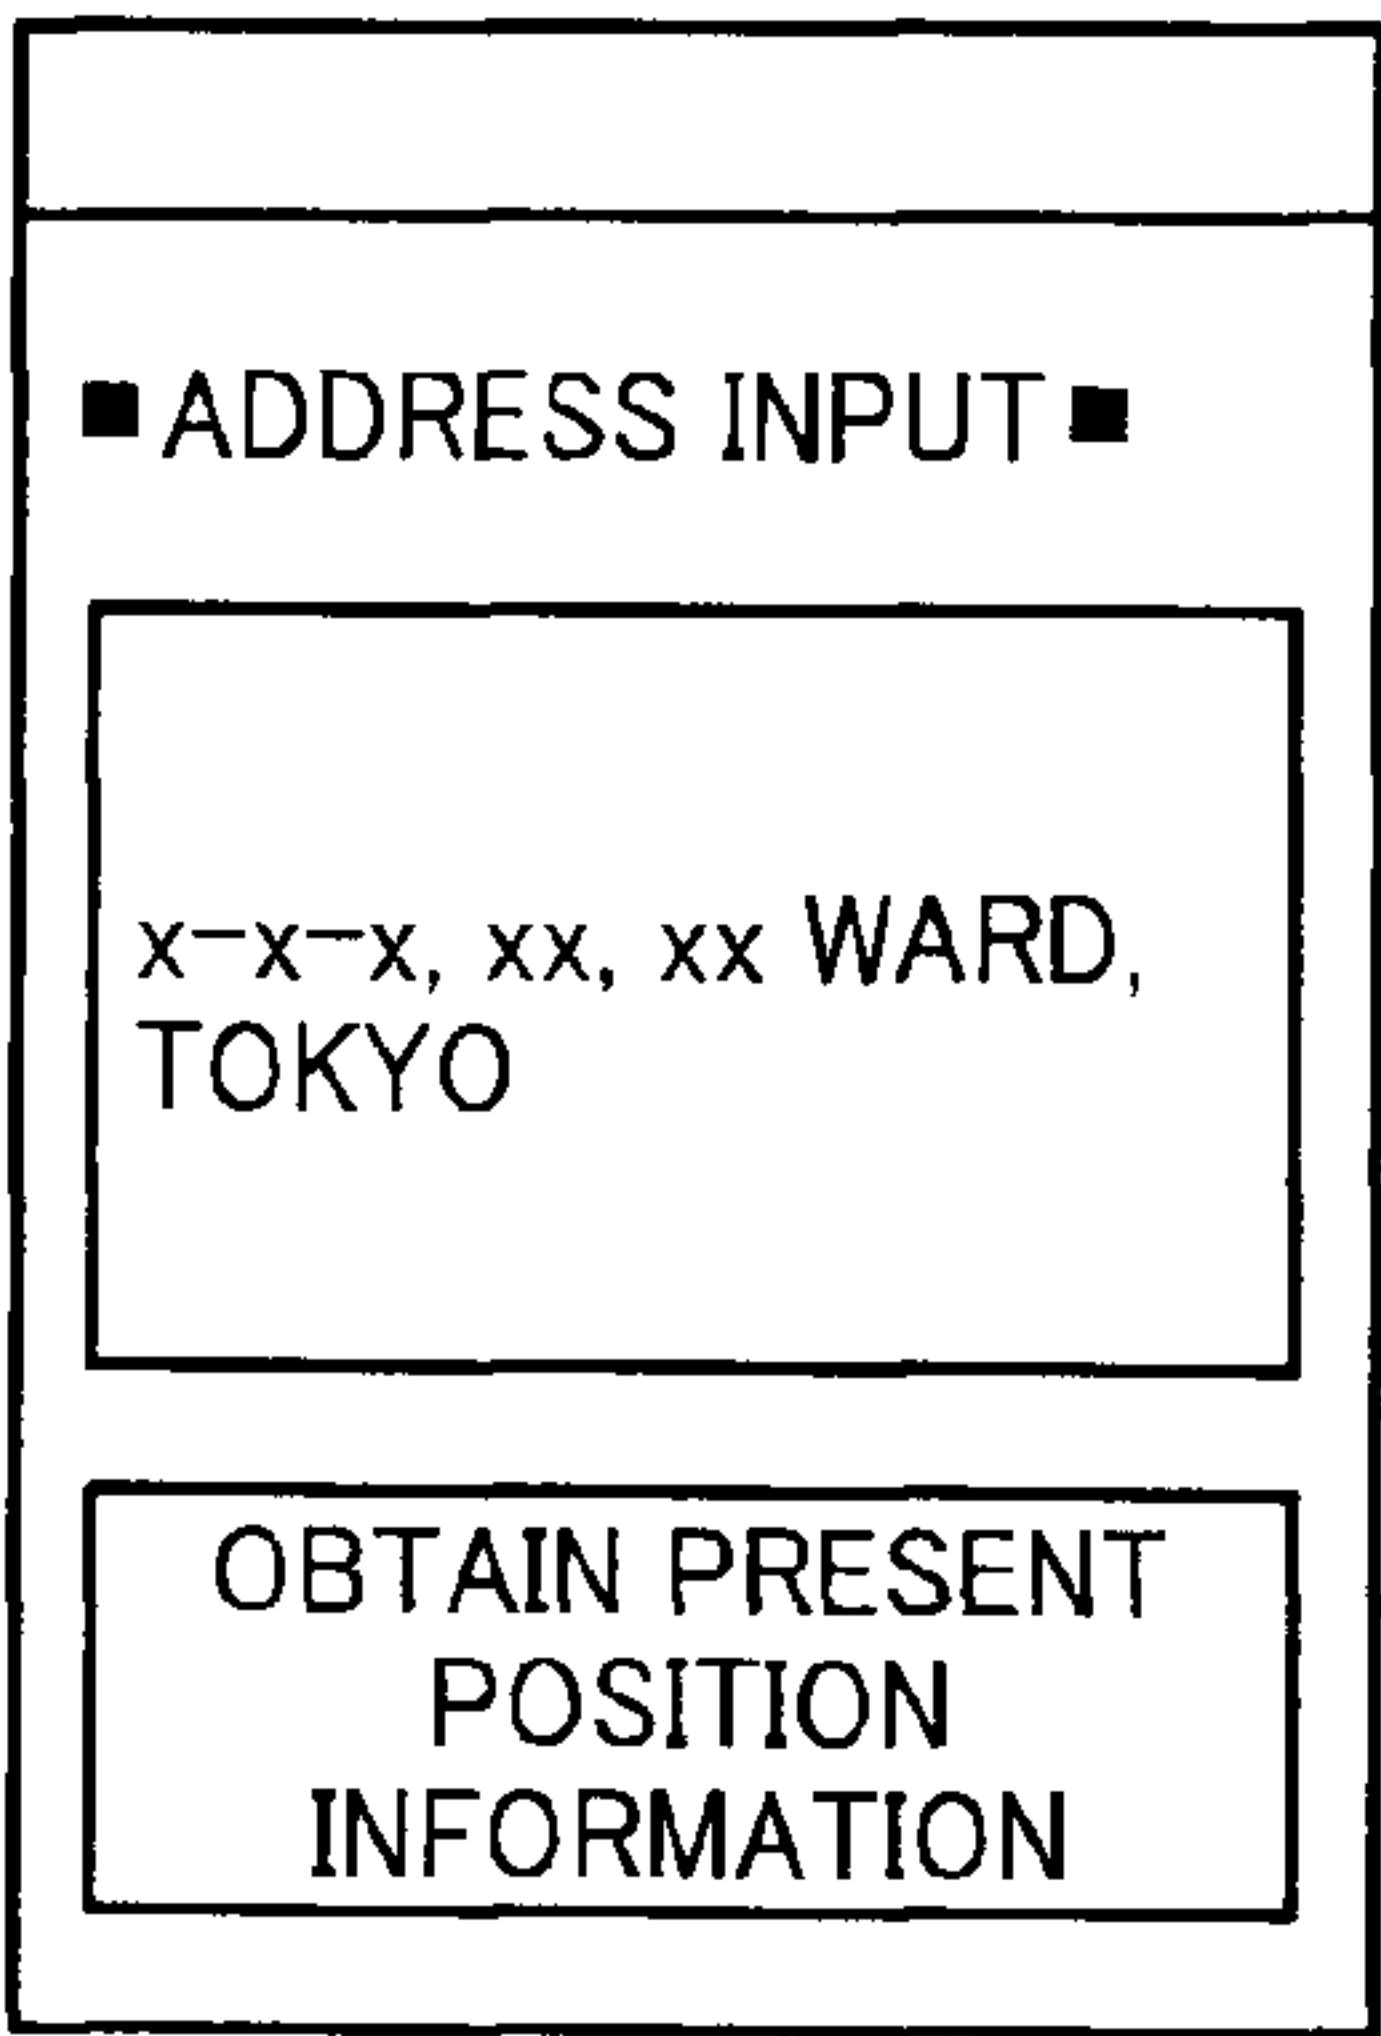 ■ADDRESS INPUT■
x-x-x, xx, xx WARD,
TOKYO
OBTAIN PRESENT
POSITION
INFORMATION